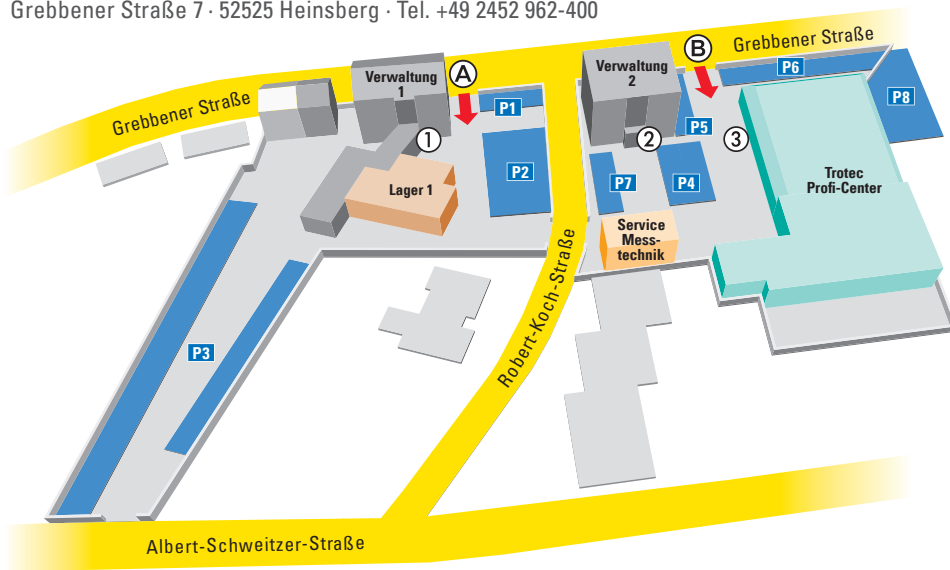 Grebbener Straße 7 · 52525 Heinsberg · Tel. +49 2452 962-400
Grebbener Straße
B
Verwaltung
1
A
Verwaltung
2
P6
P1
P8
Grebbener Straße
P5
1
2
3
P2
Trotec
Profi-Center
P7
P4
Lager 1
Service
Mess-
technik
Robert-Koch-Straße
P3
Albert-Schweitzer-Straße